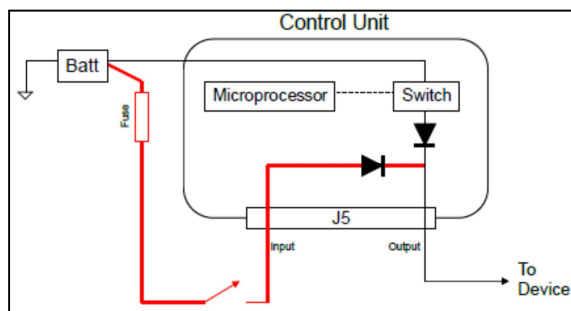 Control Unit
Batt
Microprocessor
Switch
Fuse
J5
Input
Output
To
Device